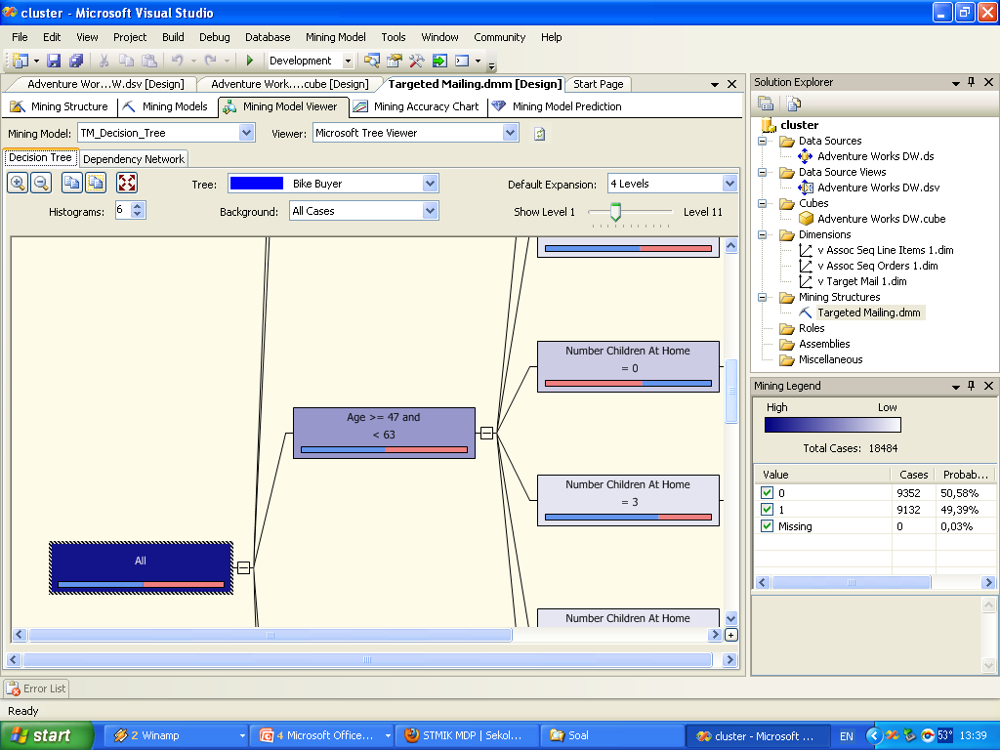 cluster - Microsoft Visual Studio
File Edit View Project Build Debug Database Mining Model Tools Window Community Help
Development
Adventure Wor...W.dsv [Design] Adventure Work....cube [Design] Targeted Mailing.dmm [Design] Start Page
Mining Structure Mining Models Mining Model Viewer Mining Accuracy Chart Mining Model Prediction
Mining Model: TM_Decision_Tree Viewer: Microsoft Tree Viewer
Decision Tree Dependency Network
Tree: Bike Buyer Default Expansion: 4 Levels
Histograms: 6 Background: All Cases Show Level 1 Level 11
Number Children At Home
= 0
Age >= 47 and
< 63
Number Children At Home
= 3
All
Number Children At Home
Solution Explorer
cluster
Data Sources
Adventure Works DW.ds
Data Source Views
Adventure Works DW.dsv
Cubes
Adventure Works DW.cube
Dimensions
v Assoc Seq Line Items 1.dim
v Assoc Seq Orders 1.dim
v Target Mail 1.dim
Mining Structures
Targeted Mailing.dmm
Roles
Assemblies
Miscellaneous
Mining Legend
High Low
Total Cases: 18484
Value Cases Probab...
0 9352 50,58%
1 9132 49,39%
Missing 0 0,03%
Error List
Ready
start 2 Winamp 4 Microsoft Office... STMIK MDP | Sekol... Soal cluster - Microsoft ... EN 53° 13:39